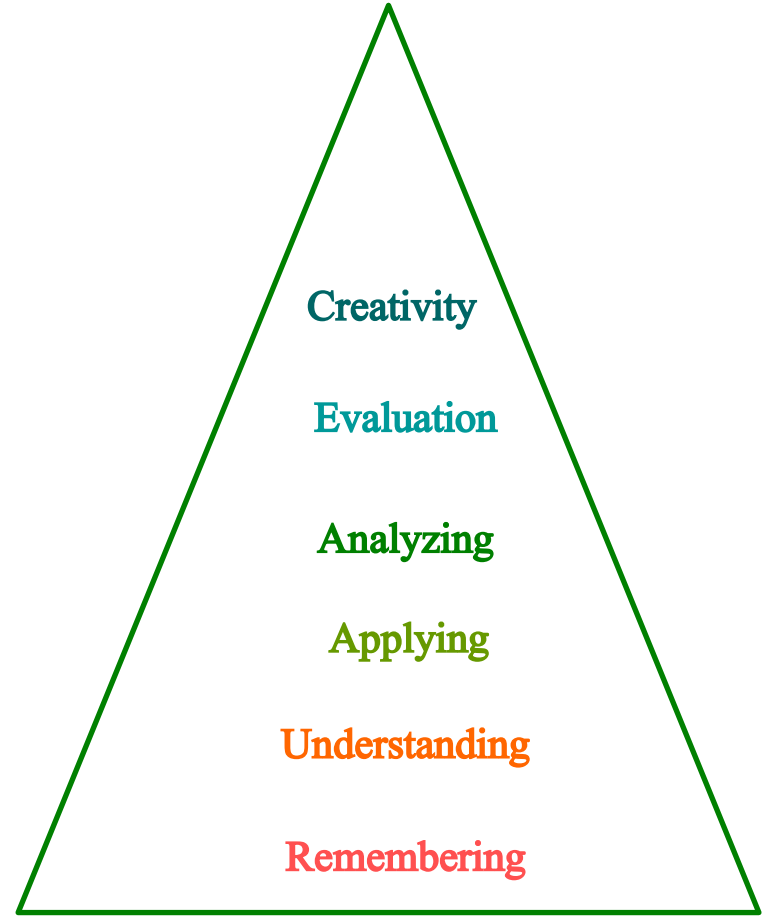 Creativity
Evaluation
Analyzing
Applying
Understanding
Remembering